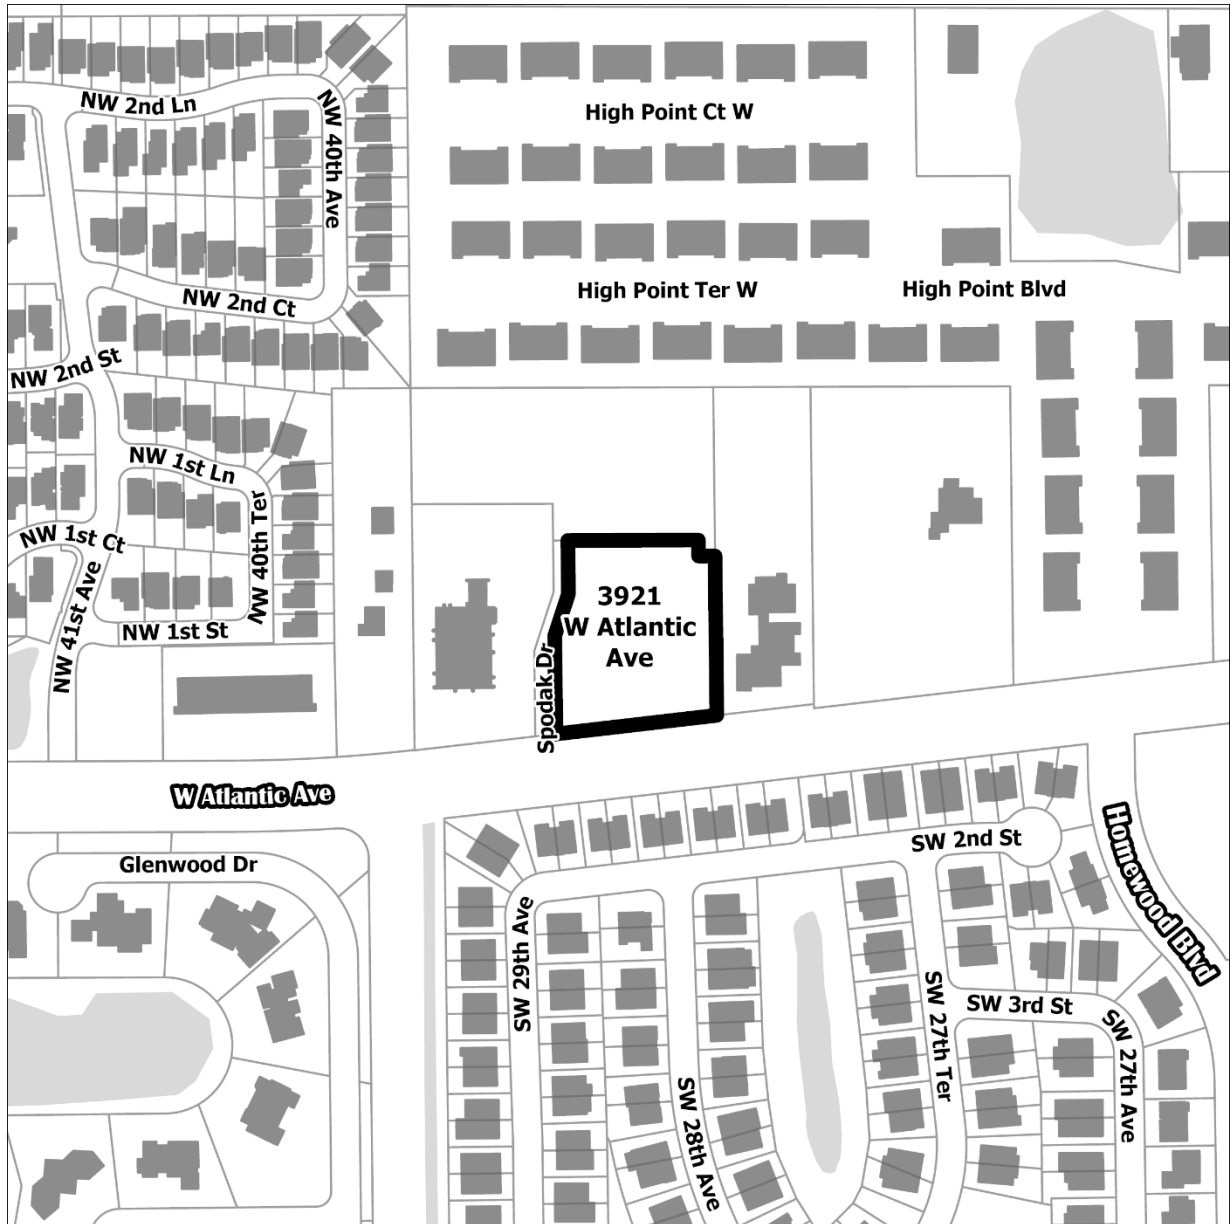 NW 2nd Ln
High Point Ct W
NW 40th Ave
High Point Ter W
High Point Blvd
NW 2nd Ct
NW 2nd St
NW 1st Ln
NW 40th Ter
NW 1st Ct
NW 41st Ave
NW 1st St
3921
W Atlantic
Ave
Spodak Dr
W Atlantic Ave
Homewood Blvd
SW 2nd St
Glenwood Dr
SW 29th Ave
SW 27th Ter
SW 3rd St
SW 27th Ave
SW 28th Ave